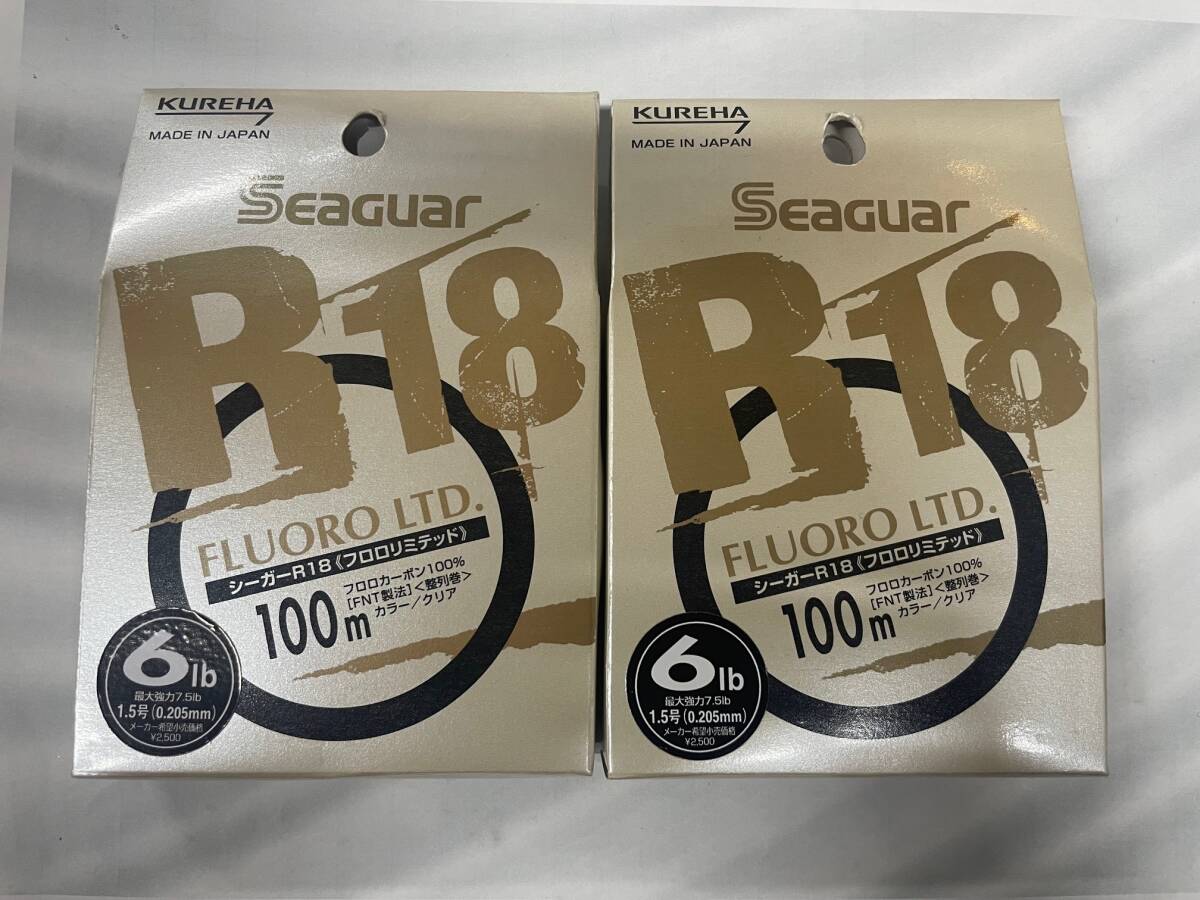 KUREHA
MADE IN JAPAN
Seaguar
R18
FLUORO LTD.
シーガーR18《フロロリミテッド》
100m
フロロカーボン100%
[FNT製法]<整列巻>
カラー/クリア
6lb
最大強力7.5lb
1.5号(0.205mm)
メーカー希望小売価格
¥2,500
KUREHA
MADE IN JAPAN
Seaguar
R18
FLUORO LTD.
シーガーR18《フロロリミテッド》
100m
フロロカーボン100%
[FNT製法]<整列巻>
カラー/クリア
6lb
最大強力7.5lb
1.5号(0.205mm)
メーカー希望小売価格
¥2,500